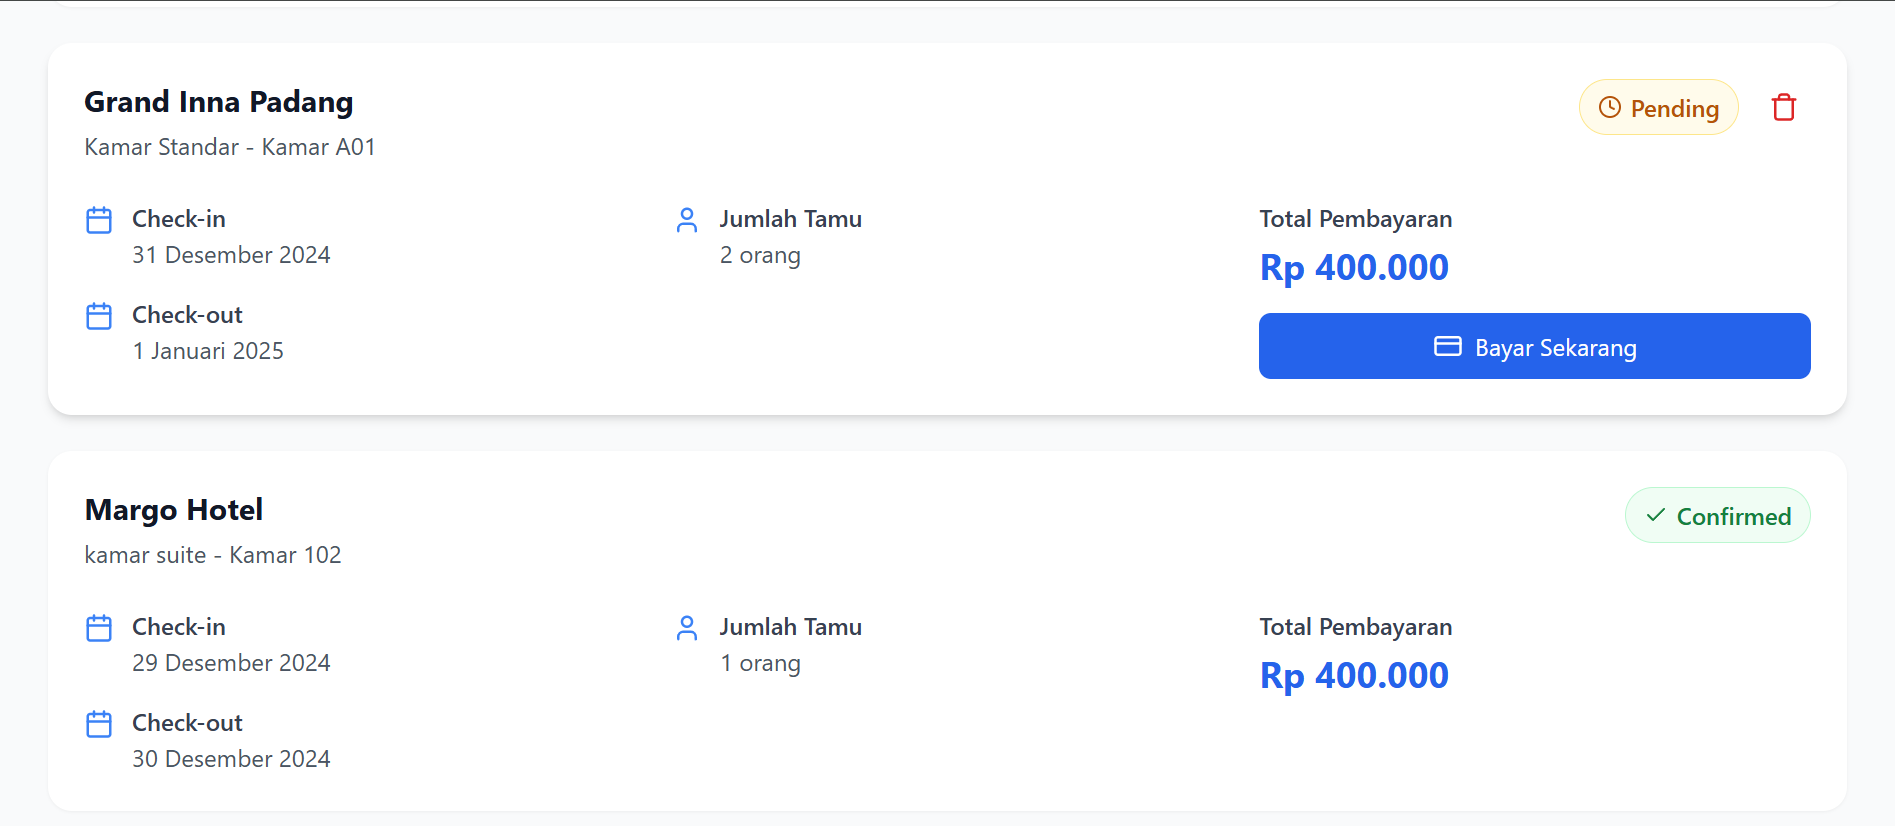 Grand Inna Padang
Pending
Kamar Standar - Kamar A01
Check-in
31 Desember 2024
Check-out
1 Januari 2025
Jumlah Tamu
2 orang
Total Pembayaran
Rp 400.000
Bayar Sekarang
Margo Hotel
Confirmed
kamar suite - Kamar 102
Check-in
29 Desember 2024
Check-out
30 Desember 2024
Jumlah Tamu
1 orang
Total Pembayaran
Rp 400.000